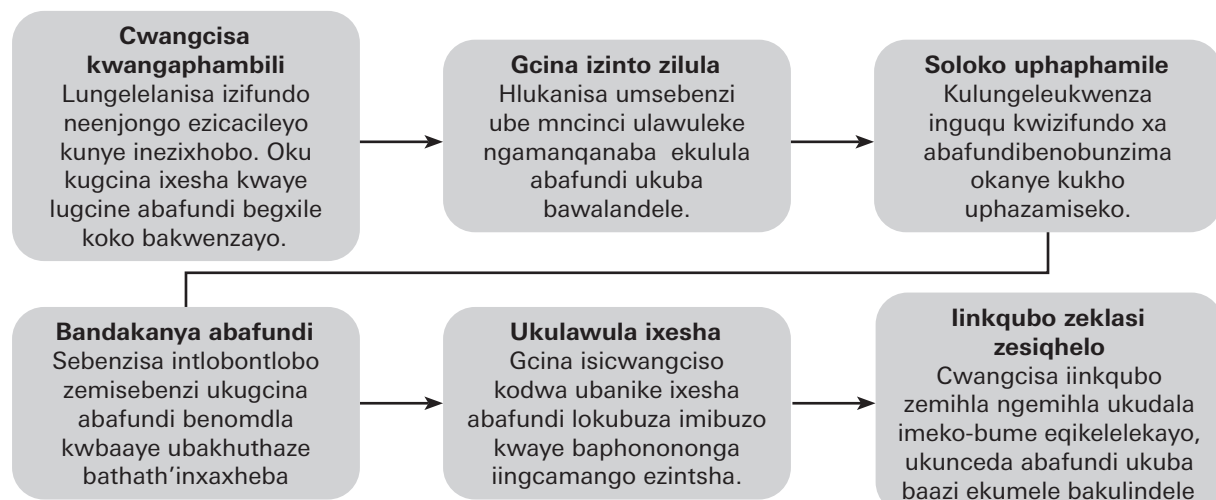 Cwangcisa
kwangaphambili
Lungelelanisa izifundo
neenjongo ezicacileyo
kunye inezixhobo. Oku
kugcina ixesha kwaye
lugcine abafundi begxile
koko bakwenzayo.
Gcina izinto zilula
Hlukanisa umsebenzi
ube mncinci ulawuleke
ngamanqanaba ekulula
abafundi ukuba
bawalandele.
Soloko uphaphamile
Kulungeleukwenza
inguqu kwizifundo xa
abafundibenobunzima
okanye kukho
uphazamiseko.
Bandakanya abafundi
Sebenzisa intlobontlobo
zemisebenzi ukugcina
abafundi benomdla
kwbaaye ubakhuthaze
bathath’inxaxheba
Ukulawula ixesha
Gcina isicwangciso
kodwa ubanike ixesha
abafundi lokubuza imibuzo
kwaye baphonononga
iingcamango ezintsha.
Iinkqubo zeklasi
zesiqhelo
Cwangcisa iinkqubo
zemihla ngemihla ukudala
imeko-bume eqikelelekayo,
ukunceda abafundi ukuba
baazi ekumele bakulindele